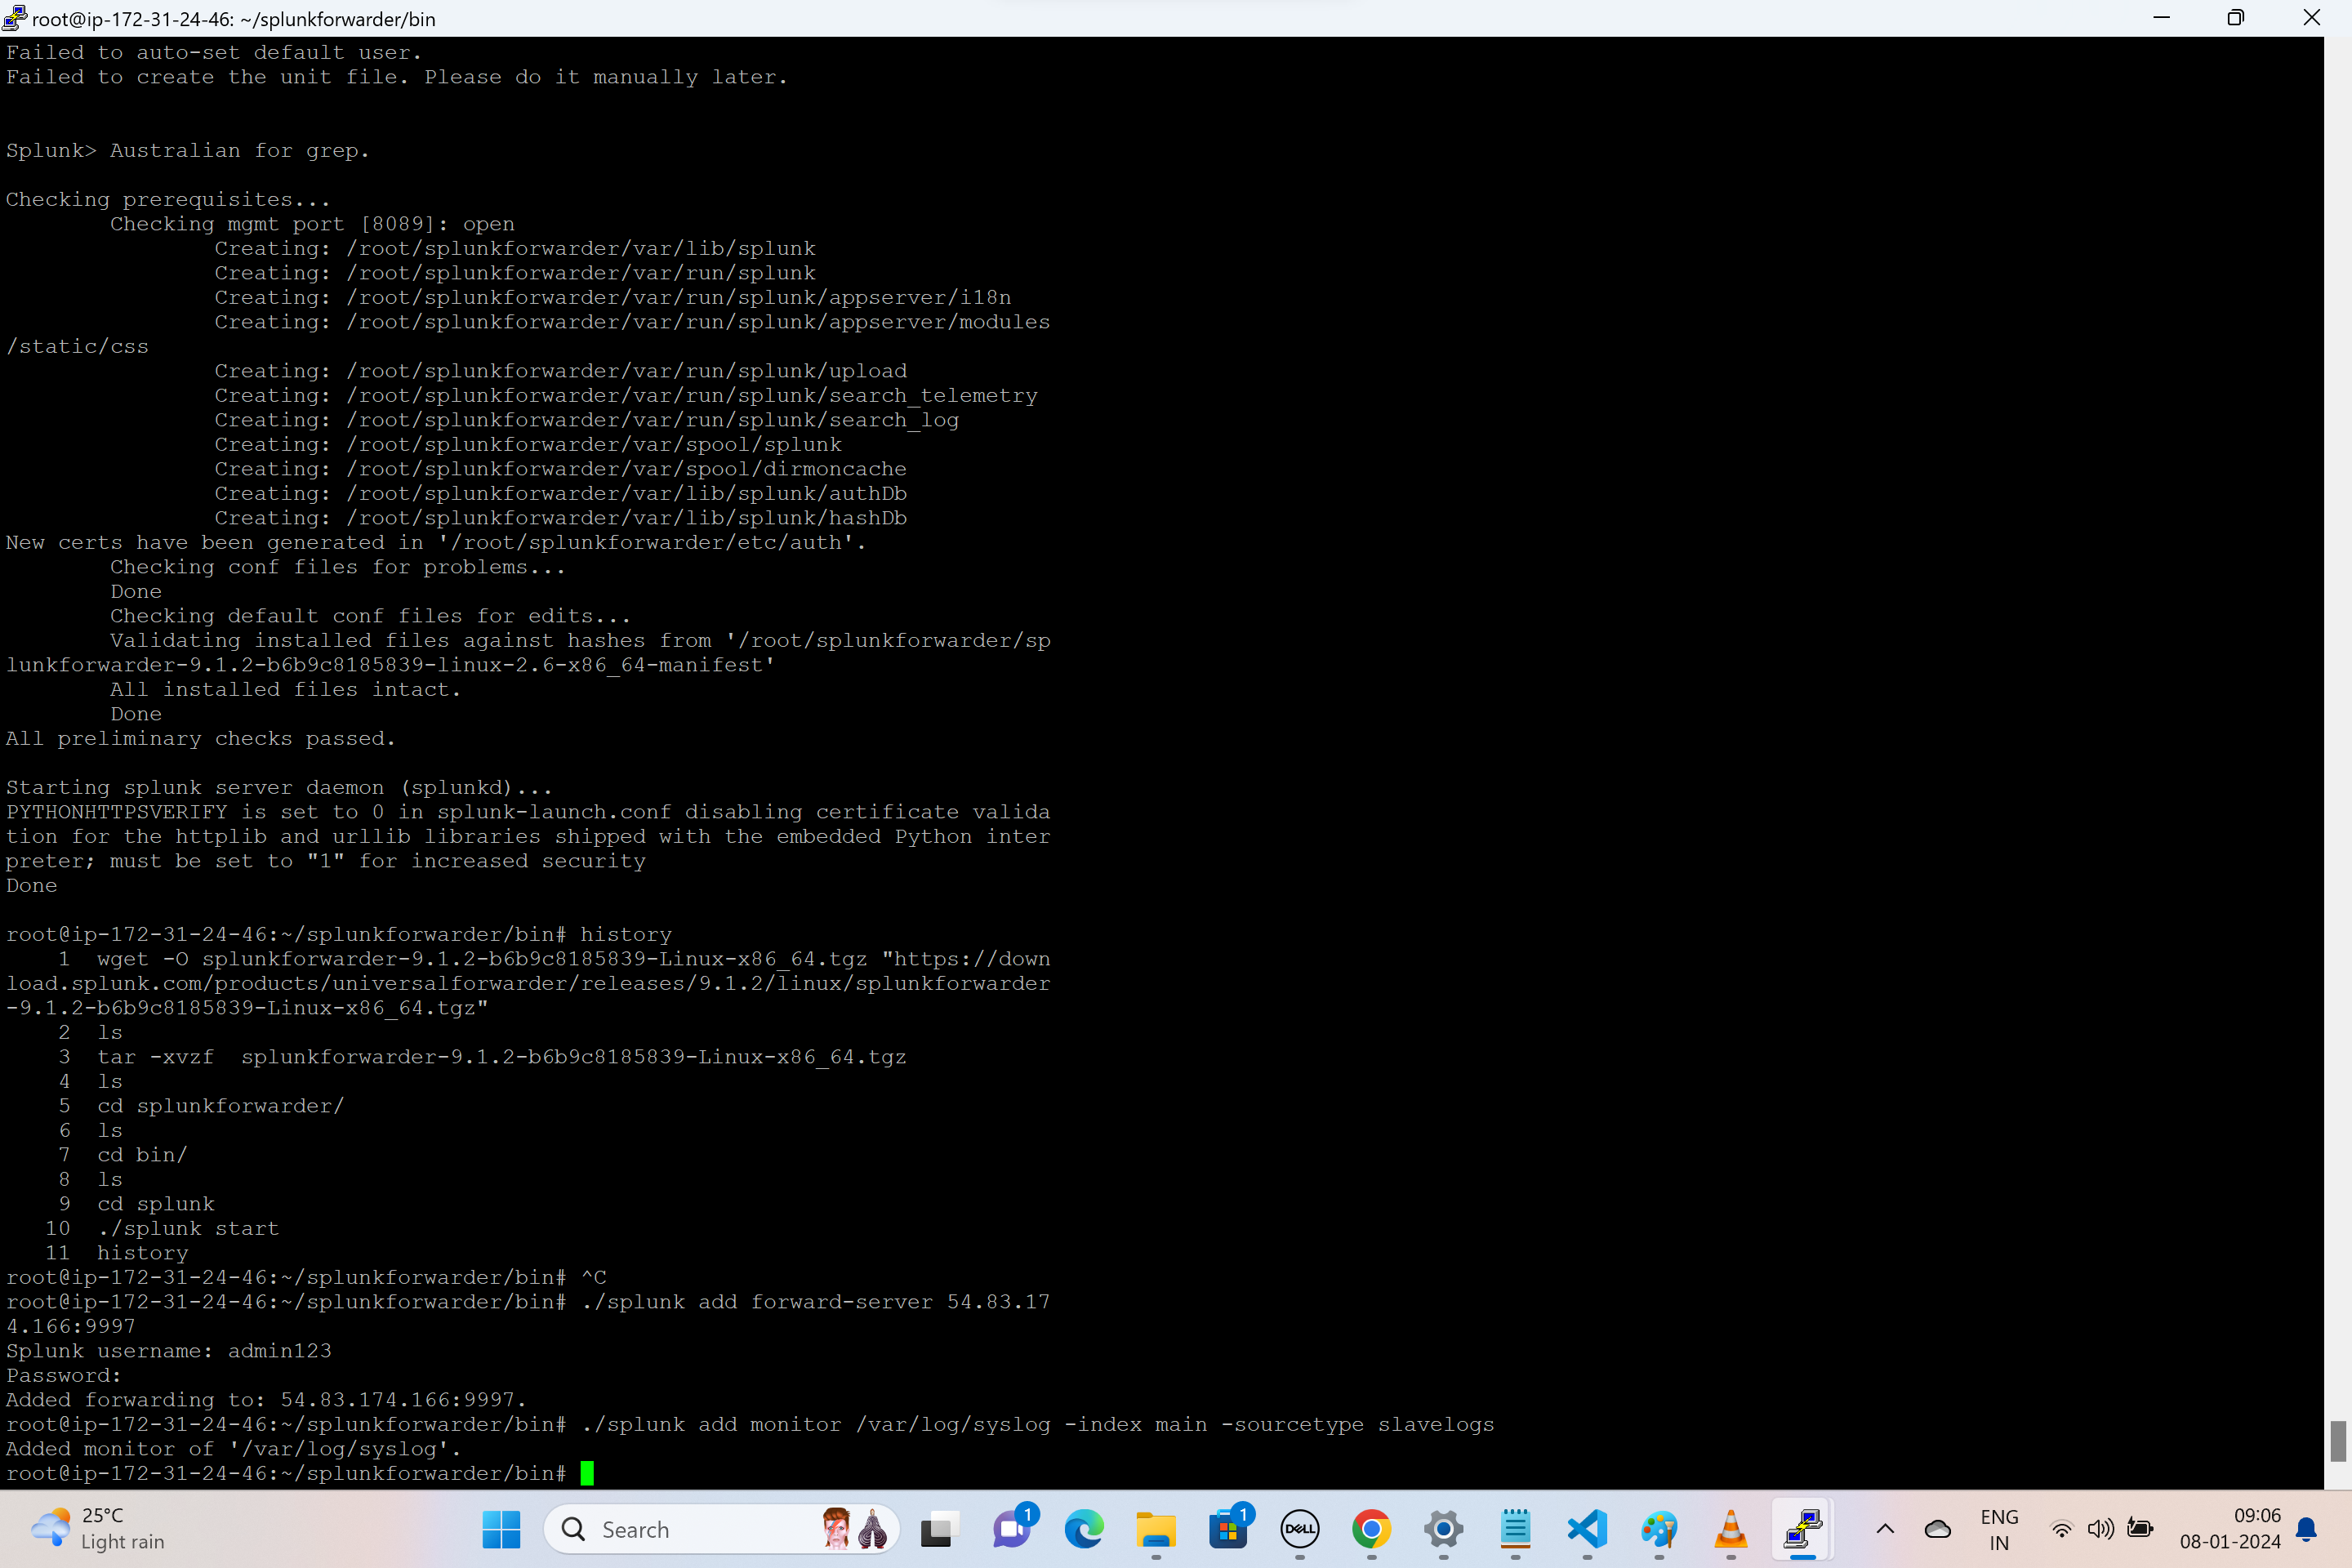 root@ip-172-31-24-46: ~/splunkforwarder/bin
Failed to auto-set default user.
Failed to create the unit file. Please do it manually later.
Splunk> Australian for grep.
Checking prerequisites...
Checking mgmt port [8089]: open
Creating: /root/splunkforwarder/var/lib/splunk
Creating: /root/splunkforwarder/var/run/splunk
Creating: /root/splunkforwarder/var/run/splunk/appserver/i18n
Creating: /root/splunkforwarder/var/run/splunk/appserver/modules
/static/css
Creating: /root/splunkforwarder/var/run/splunk/upload
Creating: /root/splunkforwarder/var/run/splunk/search_telemetry
Creating: /root/splunkforwarder/var/run/splunk/search_log
Creating: /root/splunkforwarder/var/spool/splunk
Creating: /root/splunkforwarder/var/spool/dirmoncache
Creating: /root/splunkforwarder/var/lib/splunk/authDb
Creating: /root/splunkforwarder/var/lib/splunk/hashDb
New certs have been generated in '/root/splunkforwarder/etc/auth'.
Checking conf files for problems...
Done
Checking default conf files for edits...
Validating installed files against hashes from '/root/splunkforwarder/sp
lunkforwarder-9.1.2-b6b9c8185839-linux-2.6-x86_64-manifest'
All installed files intact.
Done
All preliminary checks passed.
Starting splunk server daemon (splunkd)...
PYTHONHTTPSVERIFY is set to 0 in splunk-launch.conf disabling certificate valida
tion for the httplib and urllib libraries shipped with the embedded Python inter
preter; must be set to "1" for increased security
Done
root@ip-172-31-24-46:~/splunkforwarder/bin# history
1 wget -O splunkforwarder-9.1.2-b6b9c8185839-Linux-x86_64.tgz "https://down
load.splunk.com/products/universalforwarder/releases/9.1.2/linux/splunkforwarder
-9.1.2-b6b9c8185839-Linux-x86_64.tgz"
2 ls
3 tar -xvzf splunkforwarder-9.1.2-b6b9c8185839-Linux-x86_64.tgz
4 ls
5 cd splunkforwarder/
6 ls
7 cd bin/
8 ls
9 cd splunk
10 ./splunk start
11 history
root@ip-172-31-24-46:~/splunkforwarder/bin# ^C
root@ip-172-31-24-46:~/splunkforwarder/bin# ./splunk add forward-server 54.83.17
4.166:9997
Splunk username: admin123
Password:
Added forwarding to: 54.83.174.166:9997.
root@ip-172-31-24-46:~/splunkforwarder/bin# ./splunk add monitor /var/log/syslog -index main -sourcetype slavelogs
Added monitor of '/var/log/syslog'.
root@ip-172-31-24-46:~/splunkforwarder/bin#
25°C
Light rain
Search
1
1
DELL
ENG
IN
09:06
08-01-2024